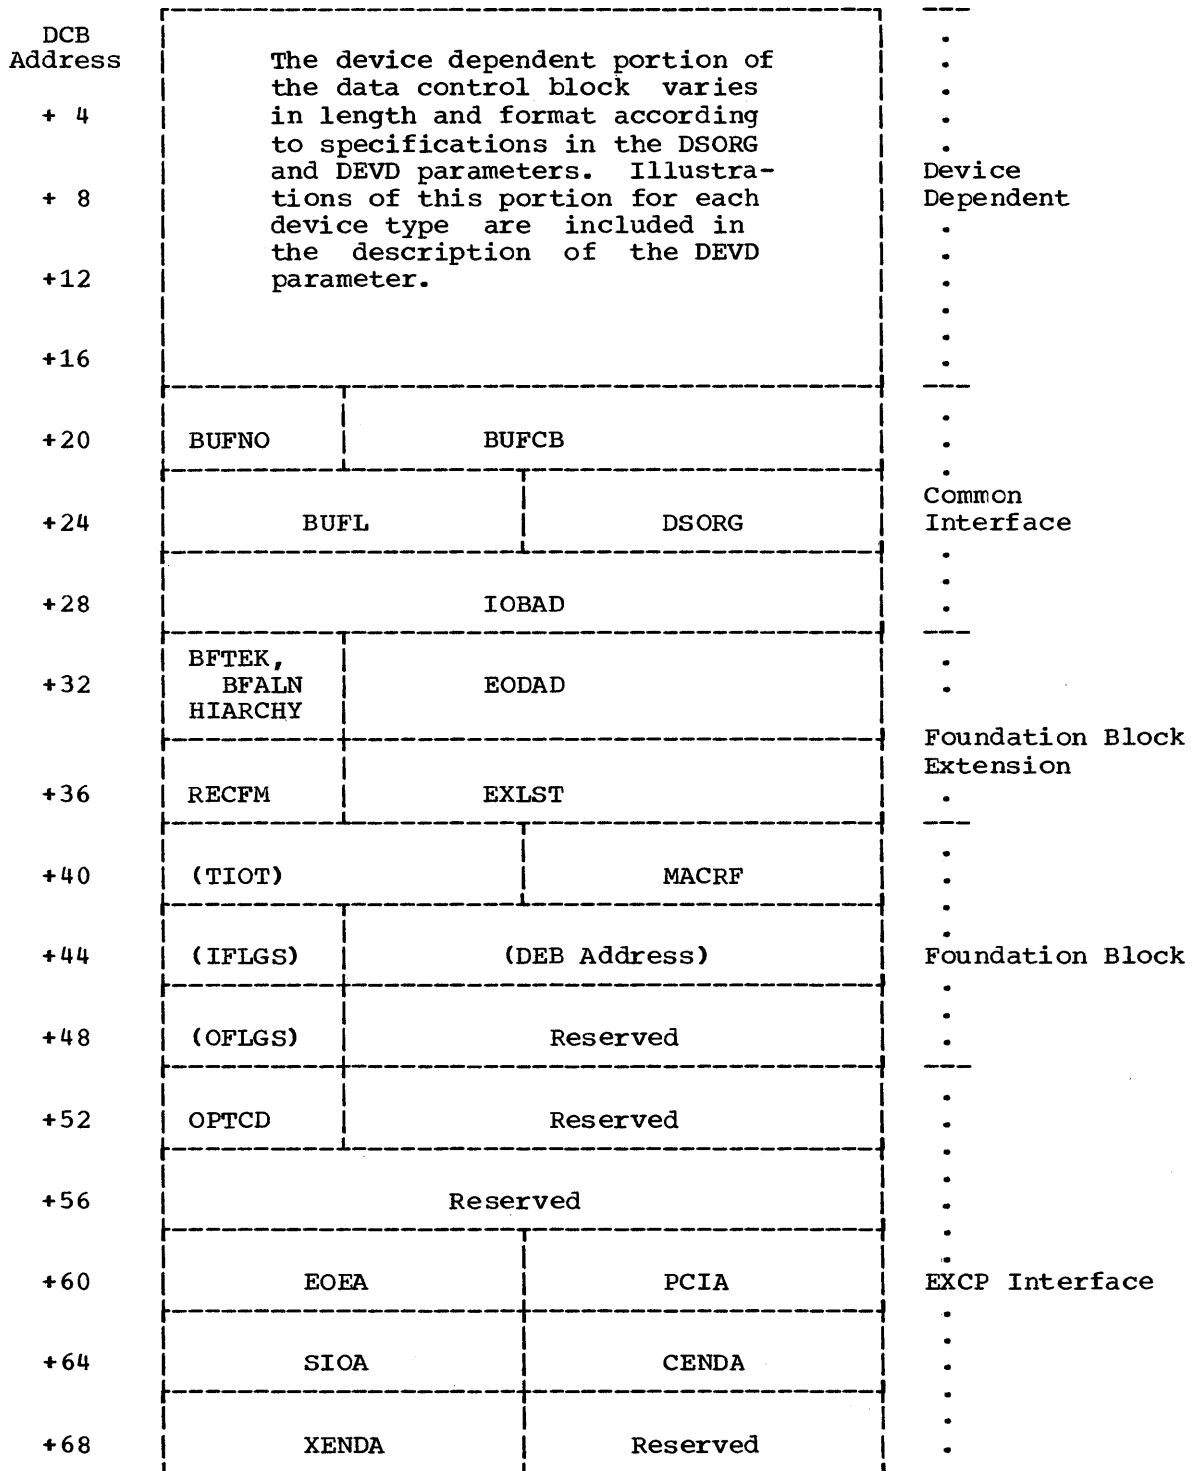 DCB
Address
The device dependent portion of
the data control block varies
+ 4 in length and format according
to specifications in the DSORG
and DEVD parameters. Illustra- Device
+ 8 tions of this portion for each Dependent
device type are included in
the description of the DEVD
+12 parameter.
+16
+20 BUFNO BUFCB
Common
+24 BUFL DSORG Interface
+28 IOBAD
BFTEK,
+32 BFALN EODAD
HIARCHY
Foundation Block
Extension
+36 RECFM EXLST
+40 (TIOT) MACRF
+44 (IFLGS) (DEB Address) Foundation Block
+48 (OFLGS) Reserved
+52 OPTCD Reserved
+56 Reserved
+60 EOEA PCIA EXCP Interface
+64 SIOA CENDA
+68 XENDA Reserved